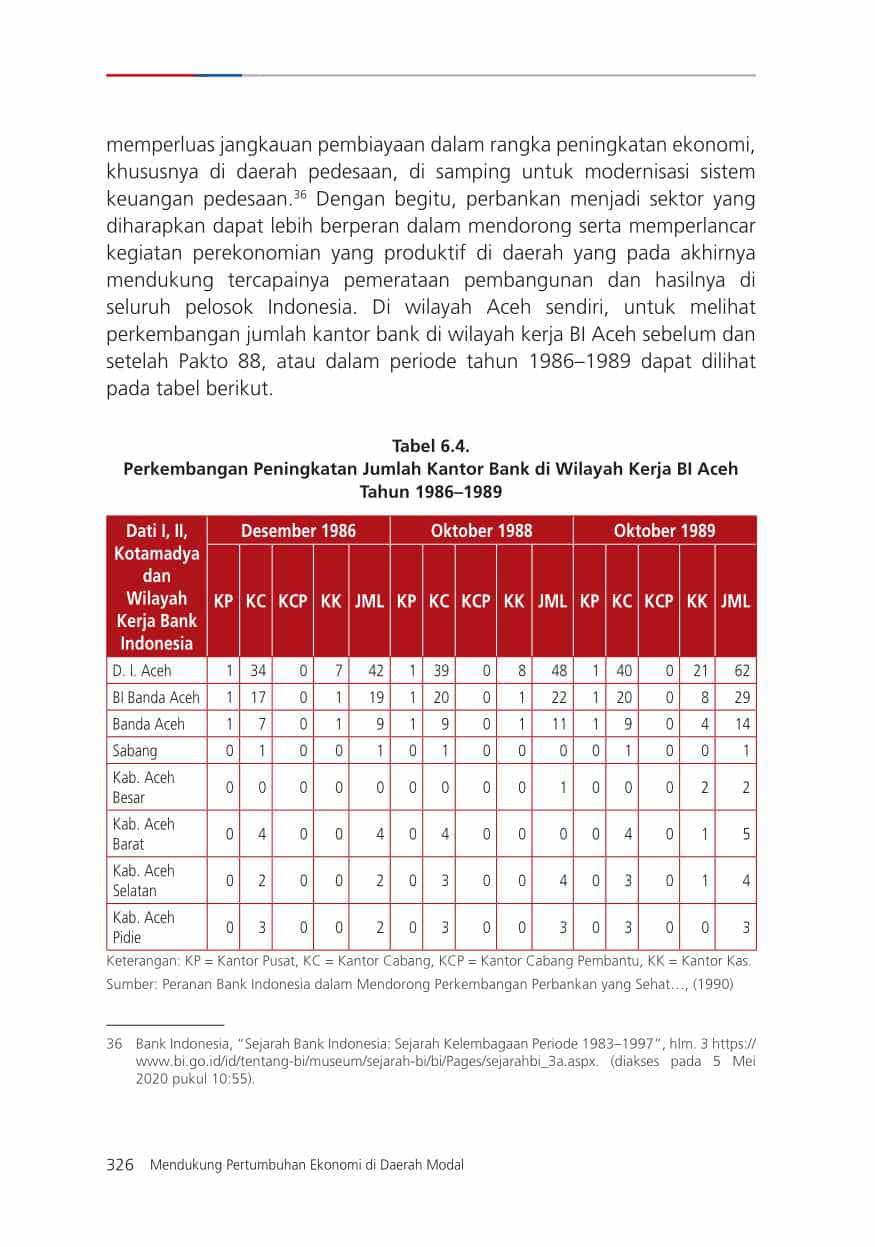 memperluas jangkauan pembiayaan dalam rangka peningkatan ekonomi,
khususnya di daerah pedesaan, di samping untuk modernisasi sistem
keuangan pedesaan.36 Dengan begitu, perbankan menjadi sektor yang
diharapkan dapat lebih berperan dalam mendorong serta memperlancar
kegiatan perekonomian yang produktif di daerah yang pada akhirnya
mendukung tercapainya pemerataan pembangunan dan hasilnya di
seluruh pelosok Indonesia. Di wilayah Aceh sendiri, untuk melihat
perkembangan jumlah kantor bank di wilayah kerja BI Aceh sebelum dan
setelah Pakto 88, atau dalam periode tahun 1986–1989 dapat dilihat
pada tabel berikut.
Tabel 6.4.
Perkembangan Peningkatan Jumlah Kantor Bank di Wilayah Kerja BI Aceh
Tahun 1986–1989
Dati I, II,
Kotamadya
dan
Wilayah
Kerja Bank
Indonesia
Desember 1986 Oktober 1988 Oktober 1989
KP KC KCP KK JML KP KC KCP KK JML KP KC KCP KK JML
D. I. Aceh 1 34 0 7 42 1 39 0 8 48 1 40 0 21 62
BI Banda Aceh 1 17 0 1 19 1 20 0 1 22 1 20 0 8 29
Banda Aceh 1 7 0 1 9 1 9 0 1 11 1 9 0 4 14
Sabang 0 1 0 0 1 0 1 0 0 0 0 1 0 0 1
Kab. Aceh
Besar 0 0 0 0 0 0 0 0 0 1 0 0 0 2 2
Kab. Aceh
Barat 0 4 0 0 4 0 4 0 0 0 0 4 0 1 5
Kab. Aceh
Selatan 0 2 0 0 2 0 3 0 0 4 0 3 0 1 4
Kab. Aceh
Pidie 0 3 0 0 2 0 3 0 0 3 0 3 0 0 3
Keterangan: KP = Kantor Pusat, KC = Kantor Cabang, KCP = Kantor Cabang Pembantu, KK = Kantor Kas.
Sumber: Peranan Bank Indonesia dalam Mendorong Perkembangan Perbankan yang Sehat…, (1990)
36 Bank Indonesia, “Sejarah Bank Indonesia: Sejarah Kelembagaan Periode 1983–1997”, hlm. 3 https://
www.bi.go.id/id/tentang-bi/museum/sejarah-bi/bi/Pages/sejarahbi_3a.aspx. (diakses pada 5 Mei
2020 pukul 10:55).
326 Mendukung Pertumbuhan Ekonomi di Daerah Modal